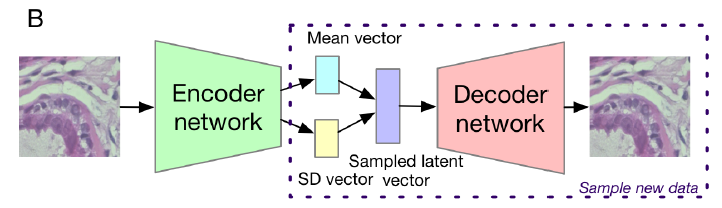 B
Mean vector
Encoder
network
Decoder
network
Sampled latent
vector
SD vector
Sample new data